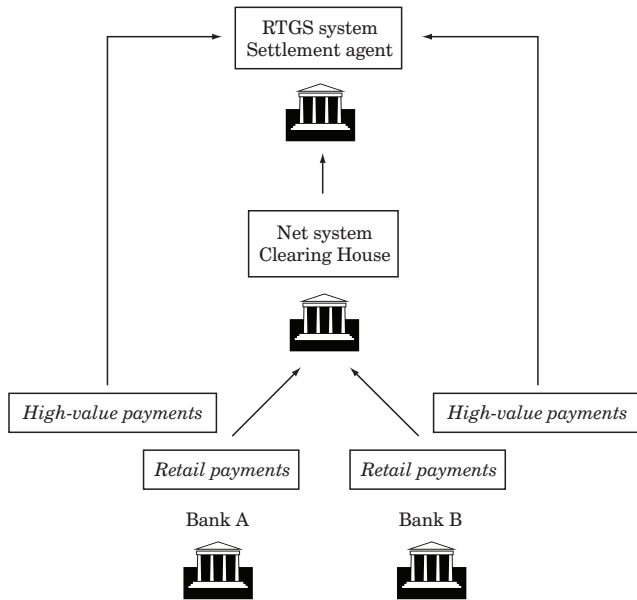 RTGS system
Settlement agent
Net system
Clearing House
High-value payments
High-value payments
Retail payments
Retail payments
Bank A
Bank B